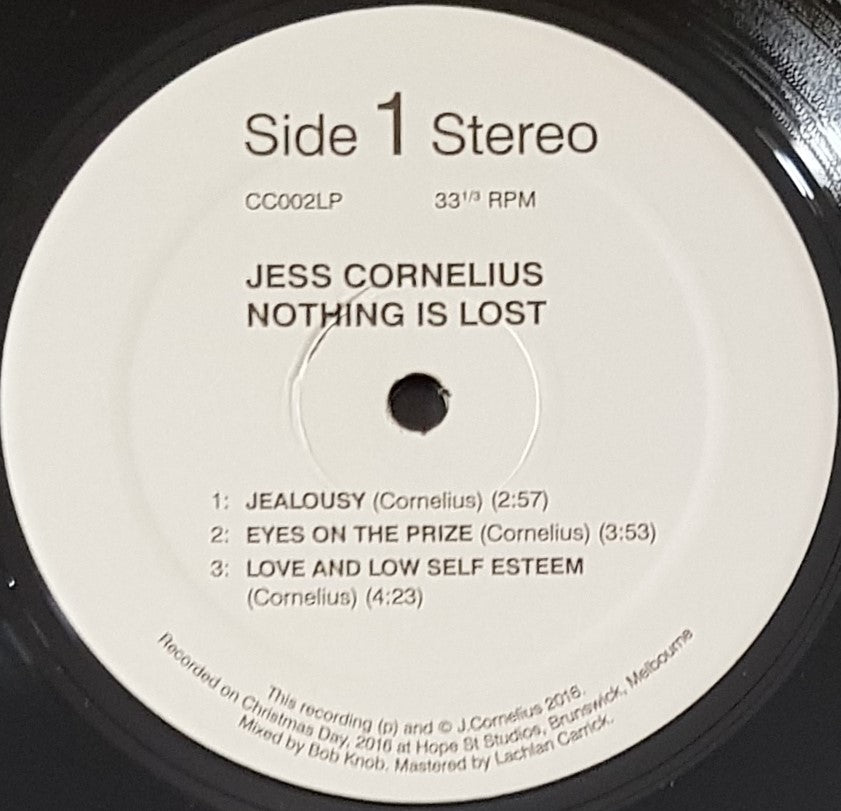 Side 1 Stereo
CC002LP 33 1/3 RPM
JESS CORNELIUS
NOTHING IS LOST
1: JEALOUSY (Cornelius) (2:57)
2: EYES ON THE PRIZE (Cornelius) (3:53)
3: LOVE AND LOW SELF ESTEEM
(Cornelius) (4:23)
This recording (p) and © J.Cornelius 2016.
Recorded on Christmas Day, 2016 at Hope St Studios, Brunswick, Melbourne
Mixed by Bob Knob. Mastered by Lachlan Carrick.